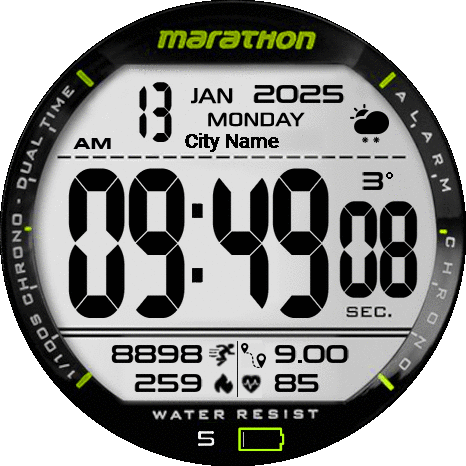 marathon
13 JAN 2025
MONDAY
AM City Name
09:49 08
3°
SEC.
8898 9.00
259 85
WATER RESIST
5
1/100S CHRONO - DUAL TIME
ALARM
CHRONO